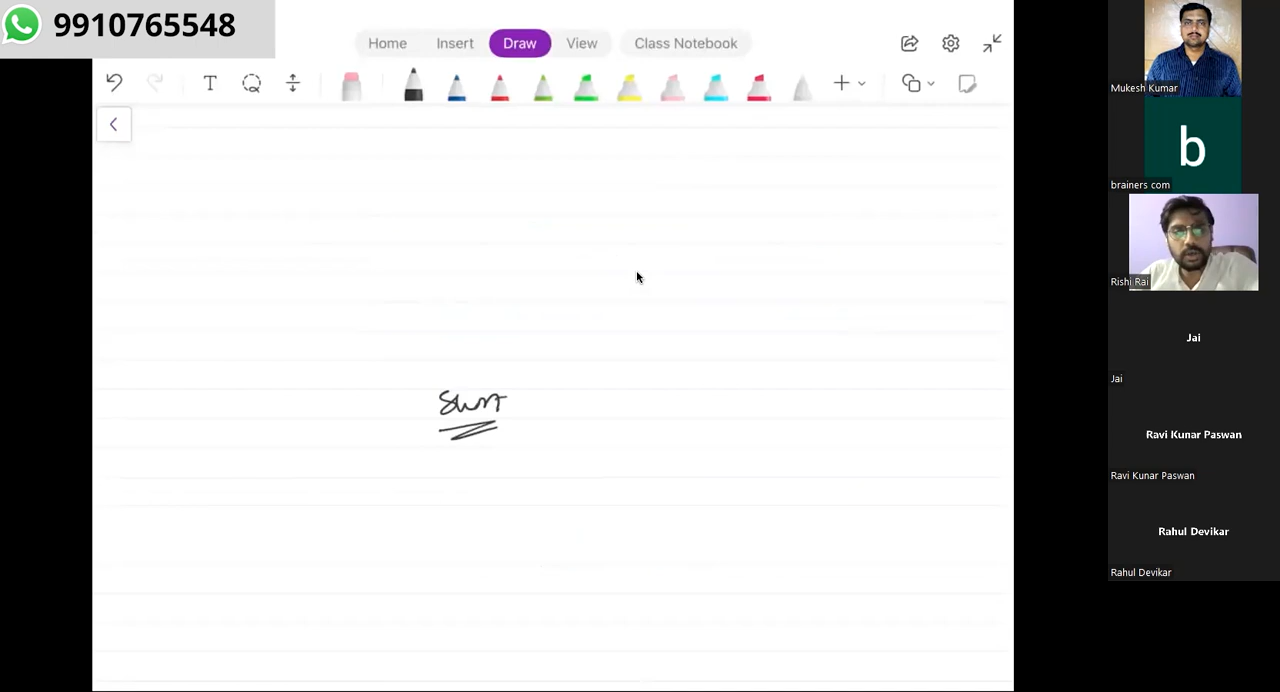 9910765548
Home Insert Draw View Class Notebook
T
Mukesh Kumar
b
brainers com
Rishi Rai
Jai
Jai
Ravi Kunar Paswan
Ravi Kunar Paswan
Rahul Devikar
Rahul Devikar